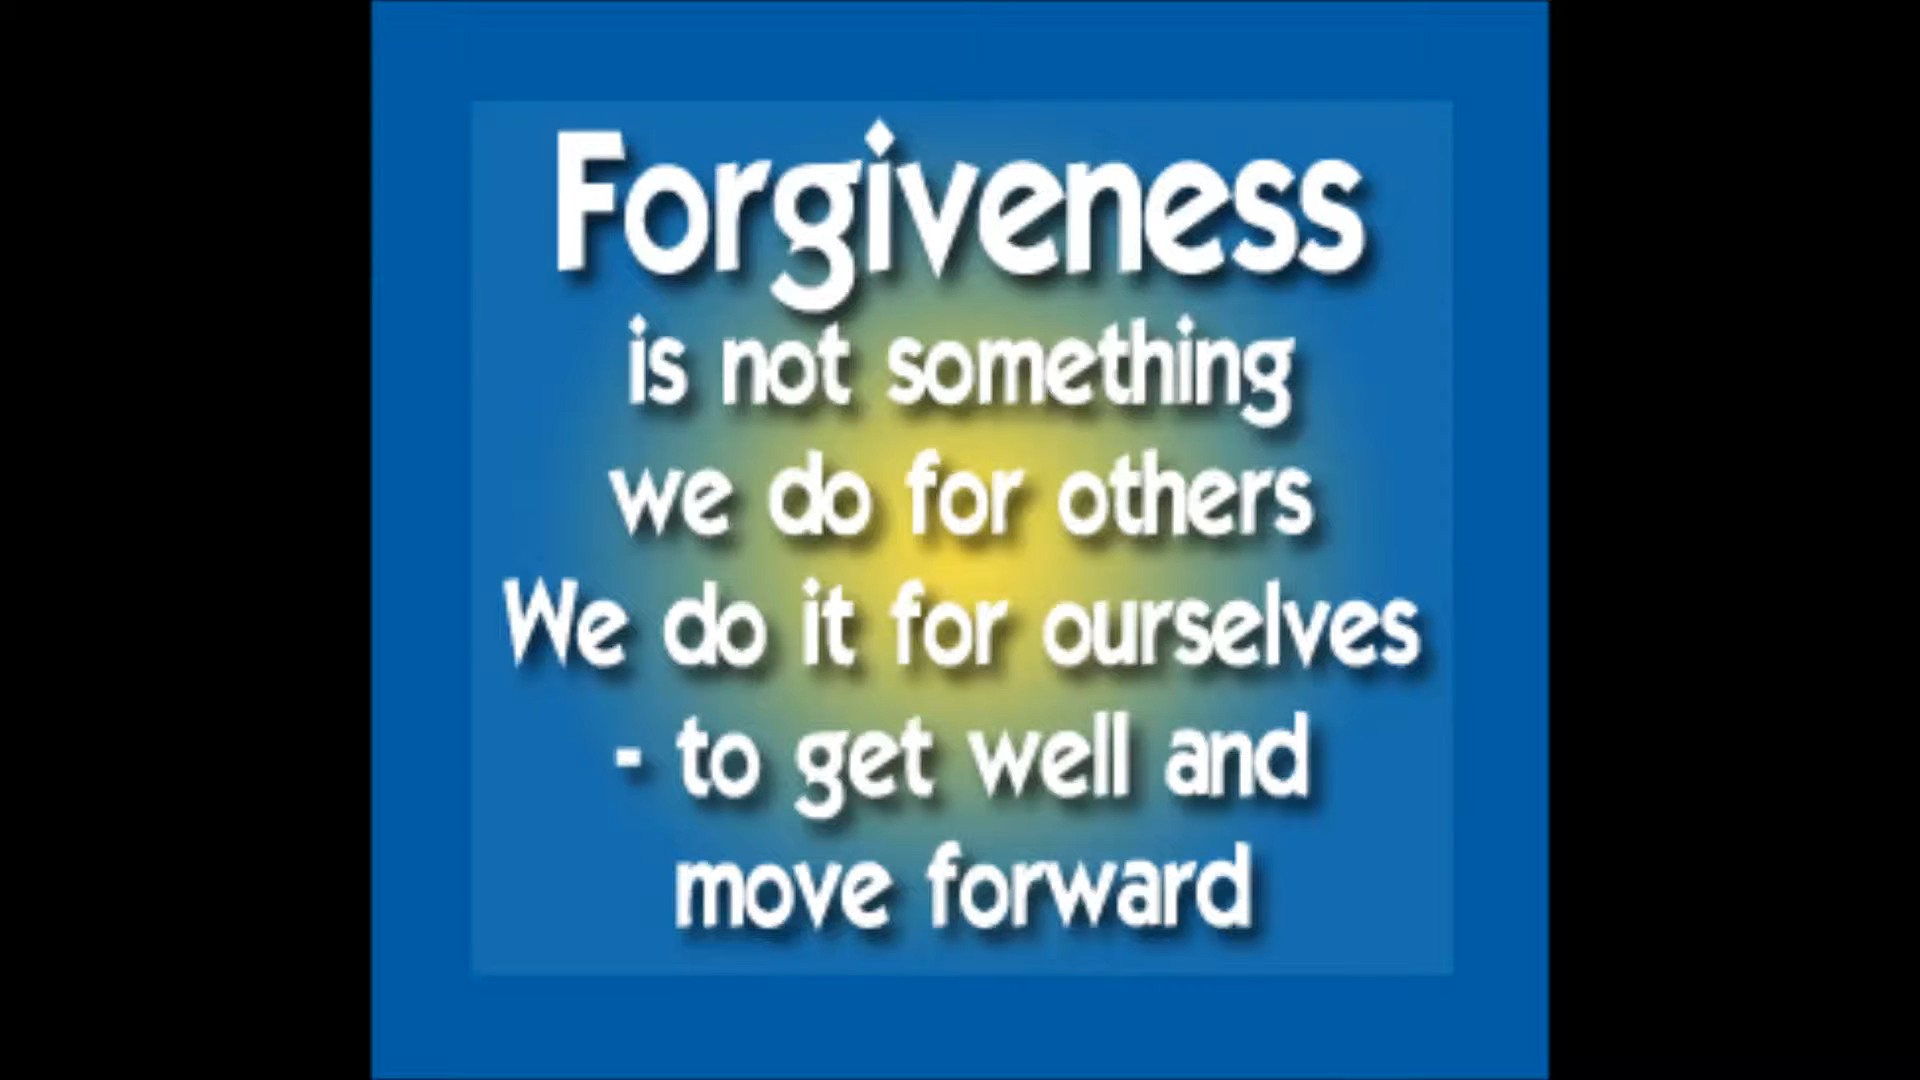 Forgiveness
is not something
we do for others
We do it for ourselves
- to get well and
move forward